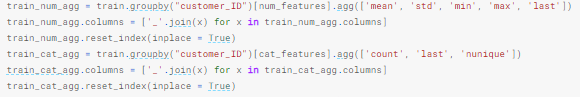 train_num_agg = train.groupby("customer_ID")[num_features].agg(['mean', 'std', 'min', 'max', 'last'])
train_num_agg.columns = ['_'.join(x) for x in train_num_agg.columns]
train_num_agg.reset_index(inplace = True)
train_cat_agg = train.groupby("customer_ID")[cat_features].agg(['count', 'last', 'nunique'])
train_cat_agg.columns = ['_'.join(x) for x in train_cat_agg.columns]
train_cat_agg.reset_index(inplace = True)